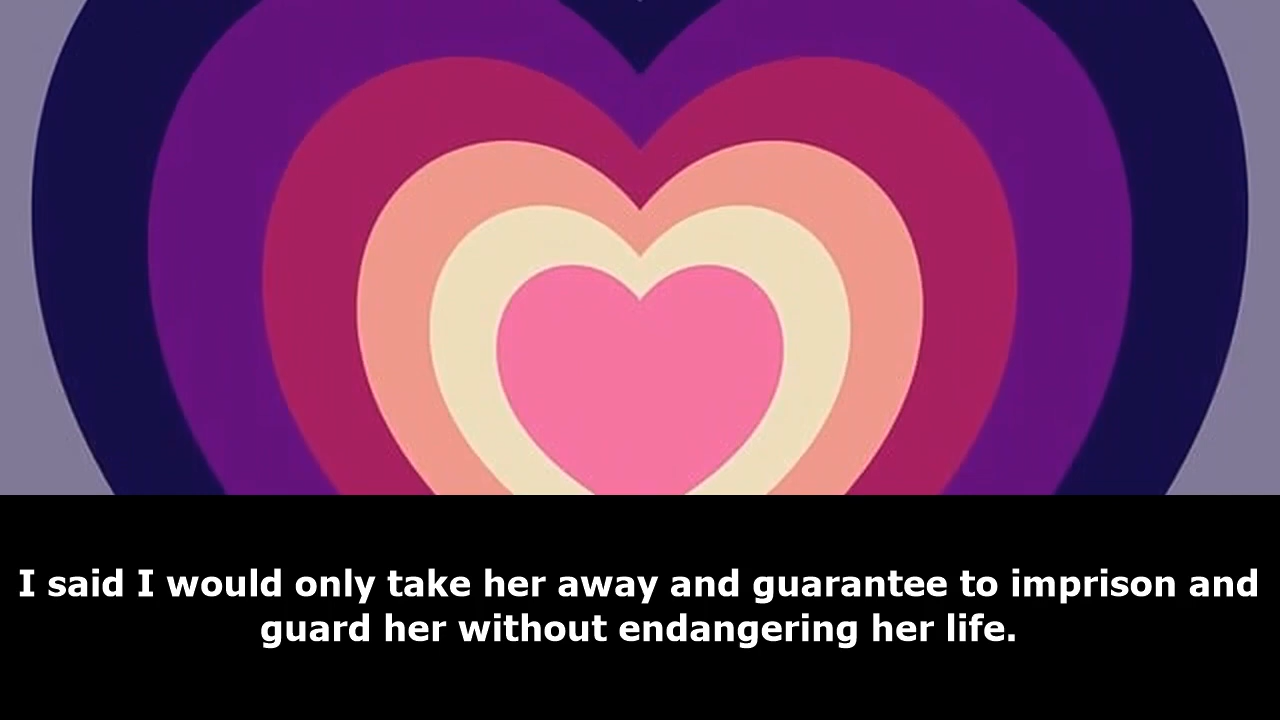 I said I would only take her away and guarantee to imprison and
guard her without endangering her life.